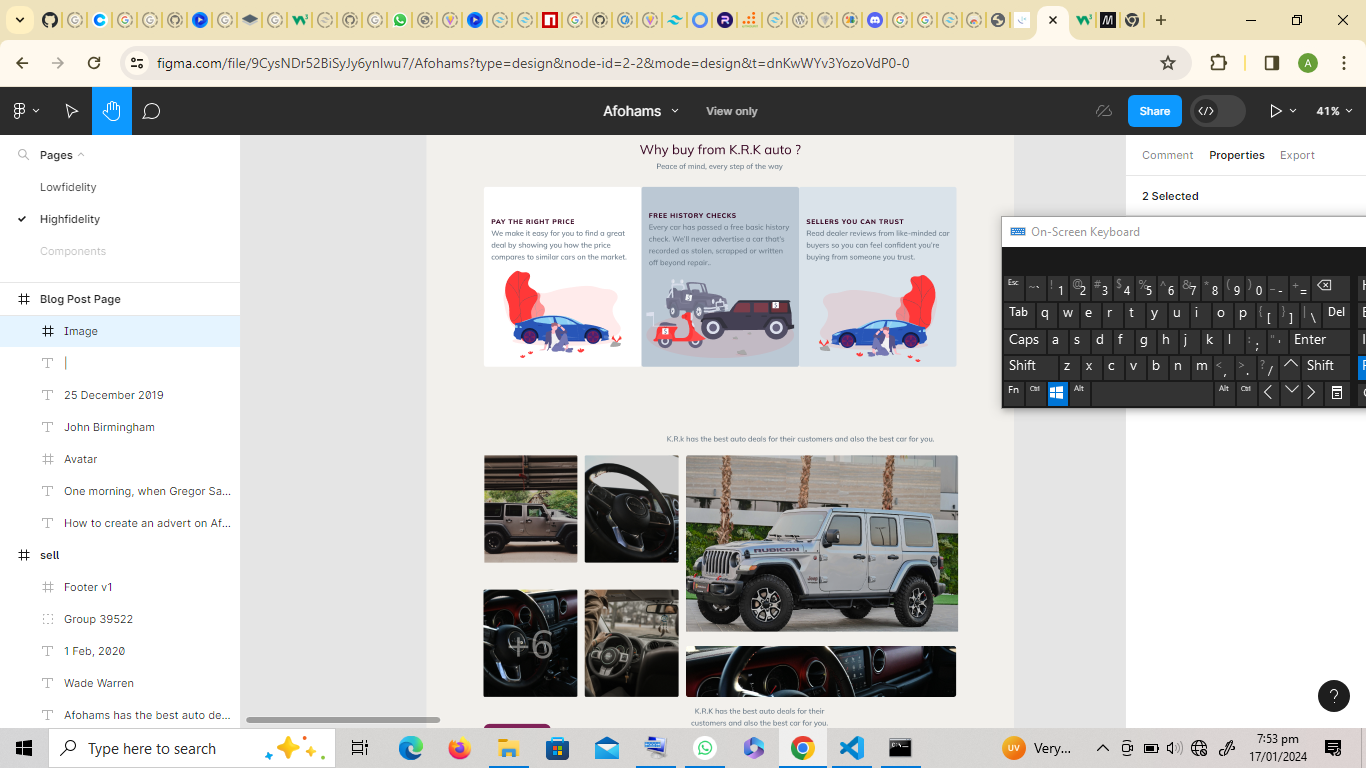 figma.com/file/9CysNDr52BiSyJy6ynIwu7/Afohams?type=design&node-id=2-2&mode=design&t=dnKwWYv3YozoVdP0-0
A
Afohams
View only
Share
41%
Pages
Lowfidelity
Highfidelity
Components
Blog Post Page
Image
25 December 2019
John Birmingham
Avatar
One morning, when Gregor Sa...
How to create an advert on Af...
sell
Footer v1
Group 39522
1 Feb, 2020
Wade Warren
Afohams has the best auto de...
Why buy from K.R.K auto ?
Peace of mind, every step of the way
PAY THE RIGHT PRICE
We make it easy for you to find a great
deal by showing you how the price
compares to similar cars on the market.
FREE HISTORY CHECKS
Every car has passed a free basic history
check. We'll never advertise a car that's
recorded as stolen, scrapped or written
off beyond repair..
SELLERS YOU CAN TRUST
Read dealer reviews from like-minded car
buyers so you can feel confident you're
buying from someone you trust.
K.R.k has the best auto deals for their customers and also the best car for you.
RUBICON
+6
K.R.K has the best auto deals for their
customers and also the best car for you.
Comment Properties Export
2 Selected
On-Screen Keyboard
Esc ~ ` ! 1 @ 2 # 3 $ 4 % 5 ^ 6 & 7 * 8 ( 9 ) 0 _ - + =
Tab q w e r t y u i o p { [ } ] | \ Del
Caps a s d f g h j k l : ; " ' Enter
Shift z x c v b n m < , > . ? / Shift
Fn Ctrl Alt Alt Ctrl
?
Type here to search
UV Very...
7:53 pm
17/01/2024